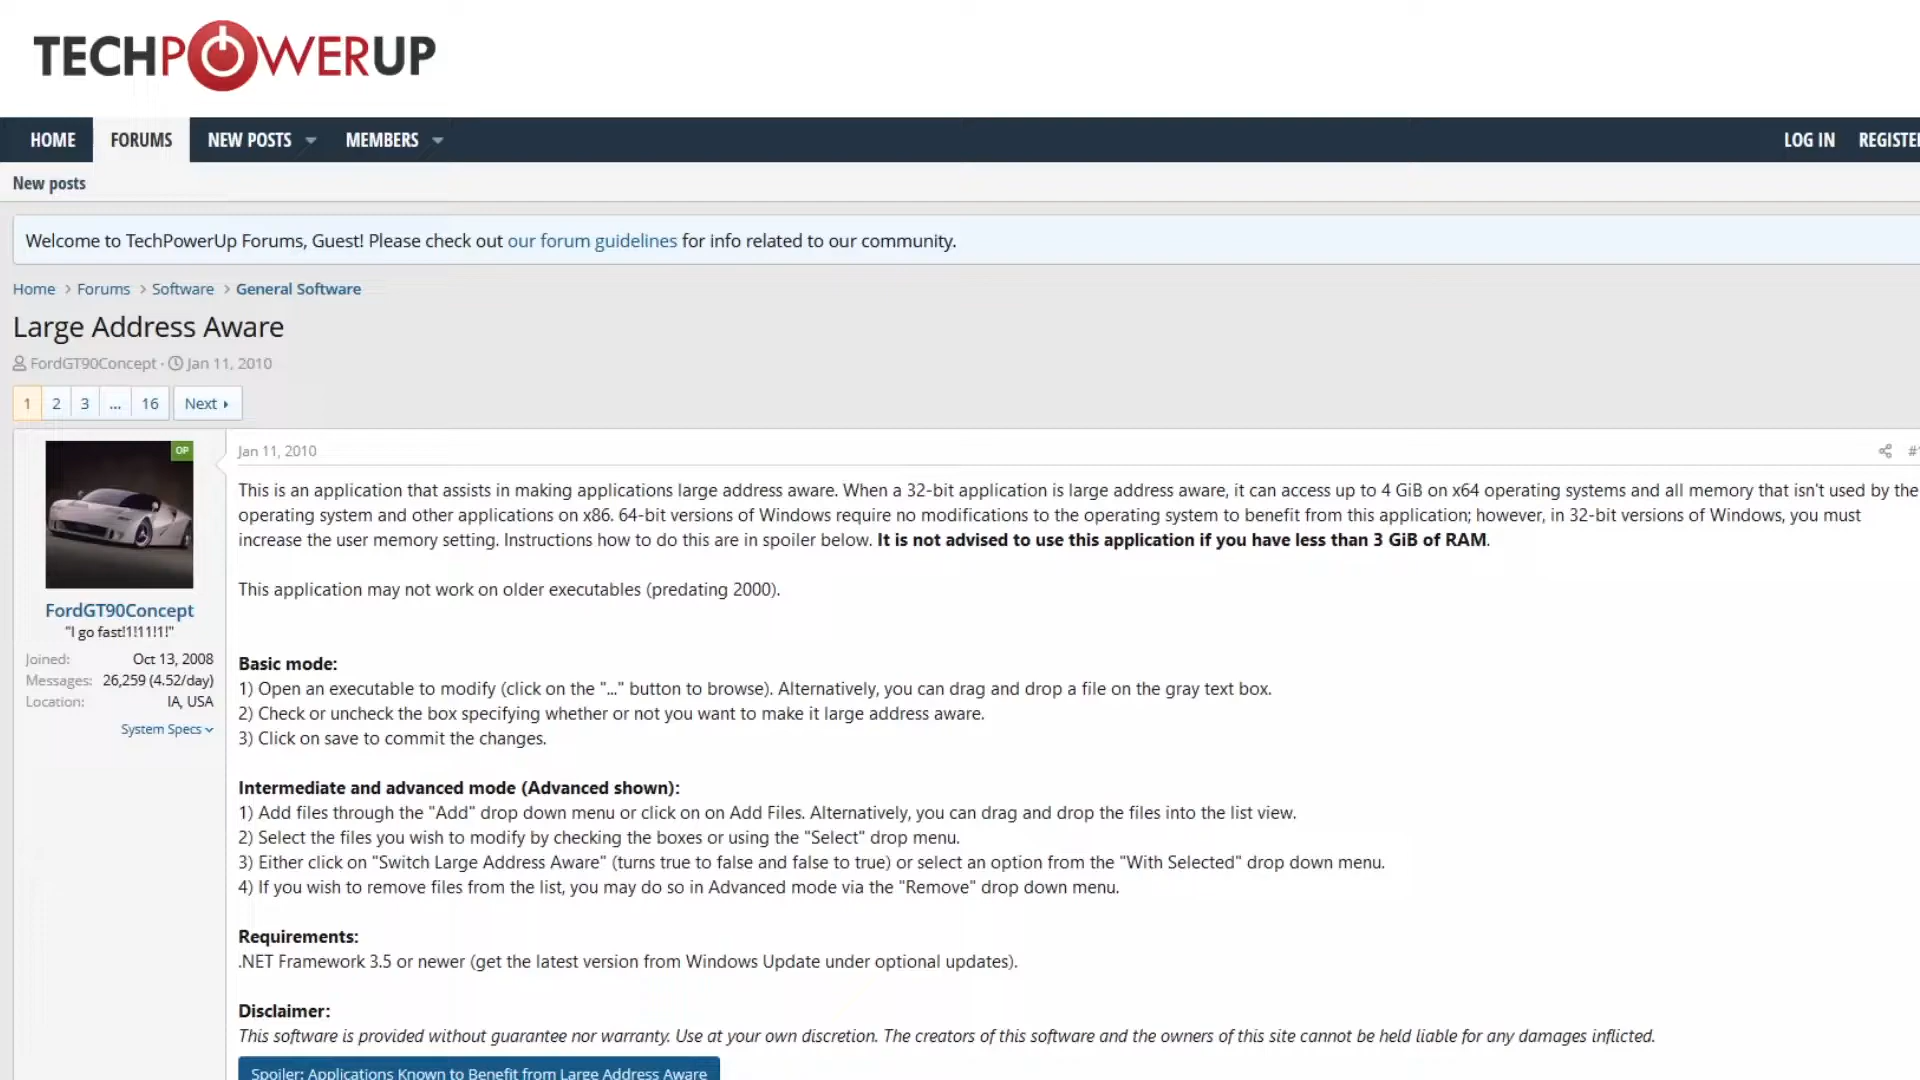 TECHPOWERUP
HOME FORUMS NEW POSTS MEMBERS LOG IN
New posts
Welcome to TechPowerUp Forums, Guest! Please check out our forum guidelines for info related to our community.
Home > Forums > Software > General Software
Large Address Aware
FordGT90Concept · Jan 11, 2010
1 2 3 ... 16 Next
OP
Jan 11, 2010
This is an application that assists in making applications large address aware. When a 32-bit application is large address aware, it can access up to 4 GiB on x64 operating systems and all memory that isn't used by the
operating system and other applications on x86. 64-bit versions of Windows require no modifications to the operating system to benefit from this application; however, in 32-bit versions of Windows, you must
increase the user memory setting. Instructions how to do this are in spoiler below. It is not advised to use this application if you have less than 3 GiB of RAM.
This application may not work on older executables (predating 2000).
FordGT90Concept
"I go fast!1!11!1!"
Joined: Oct 13, 2008
Messages: 26,259 (4.52/day)
Location: IA, USA
System Specs
Basic mode:
1) Open an executable to modify (click on the "..." button to browse). Alternatively, you can drag and drop a file on the gray text box.
2) Check or uncheck the box specifying whether or not you want to make it large address aware.
3) Click on save to commit the changes.
Intermediate and advanced mode (Advanced shown):
1) Add files through the "Add" drop down menu or click on on Add Files. Alternatively, you can drag and drop the files into the list view.
2) Select the files you wish to modify by checking the boxes or using the "Select" drop menu.
3) Either click on "Switch Large Address Aware" (turns true to false and false to true) or select an option from the "With Selected" drop down menu.
4) If you wish to remove files from the list, you may do so in Advanced mode via the "Remove" drop down menu.
Requirements:
.NET Framework 3.5 or newer (get the latest version from Windows Update under optional updates).
Disclaimer:
This software is provided without guarantee nor warranty. Use at your own discretion. The creators of this software and the owners of this site cannot be held liable for any damages inflicted.
Spoiler: Applications Known to Benefit from Large Address Aware